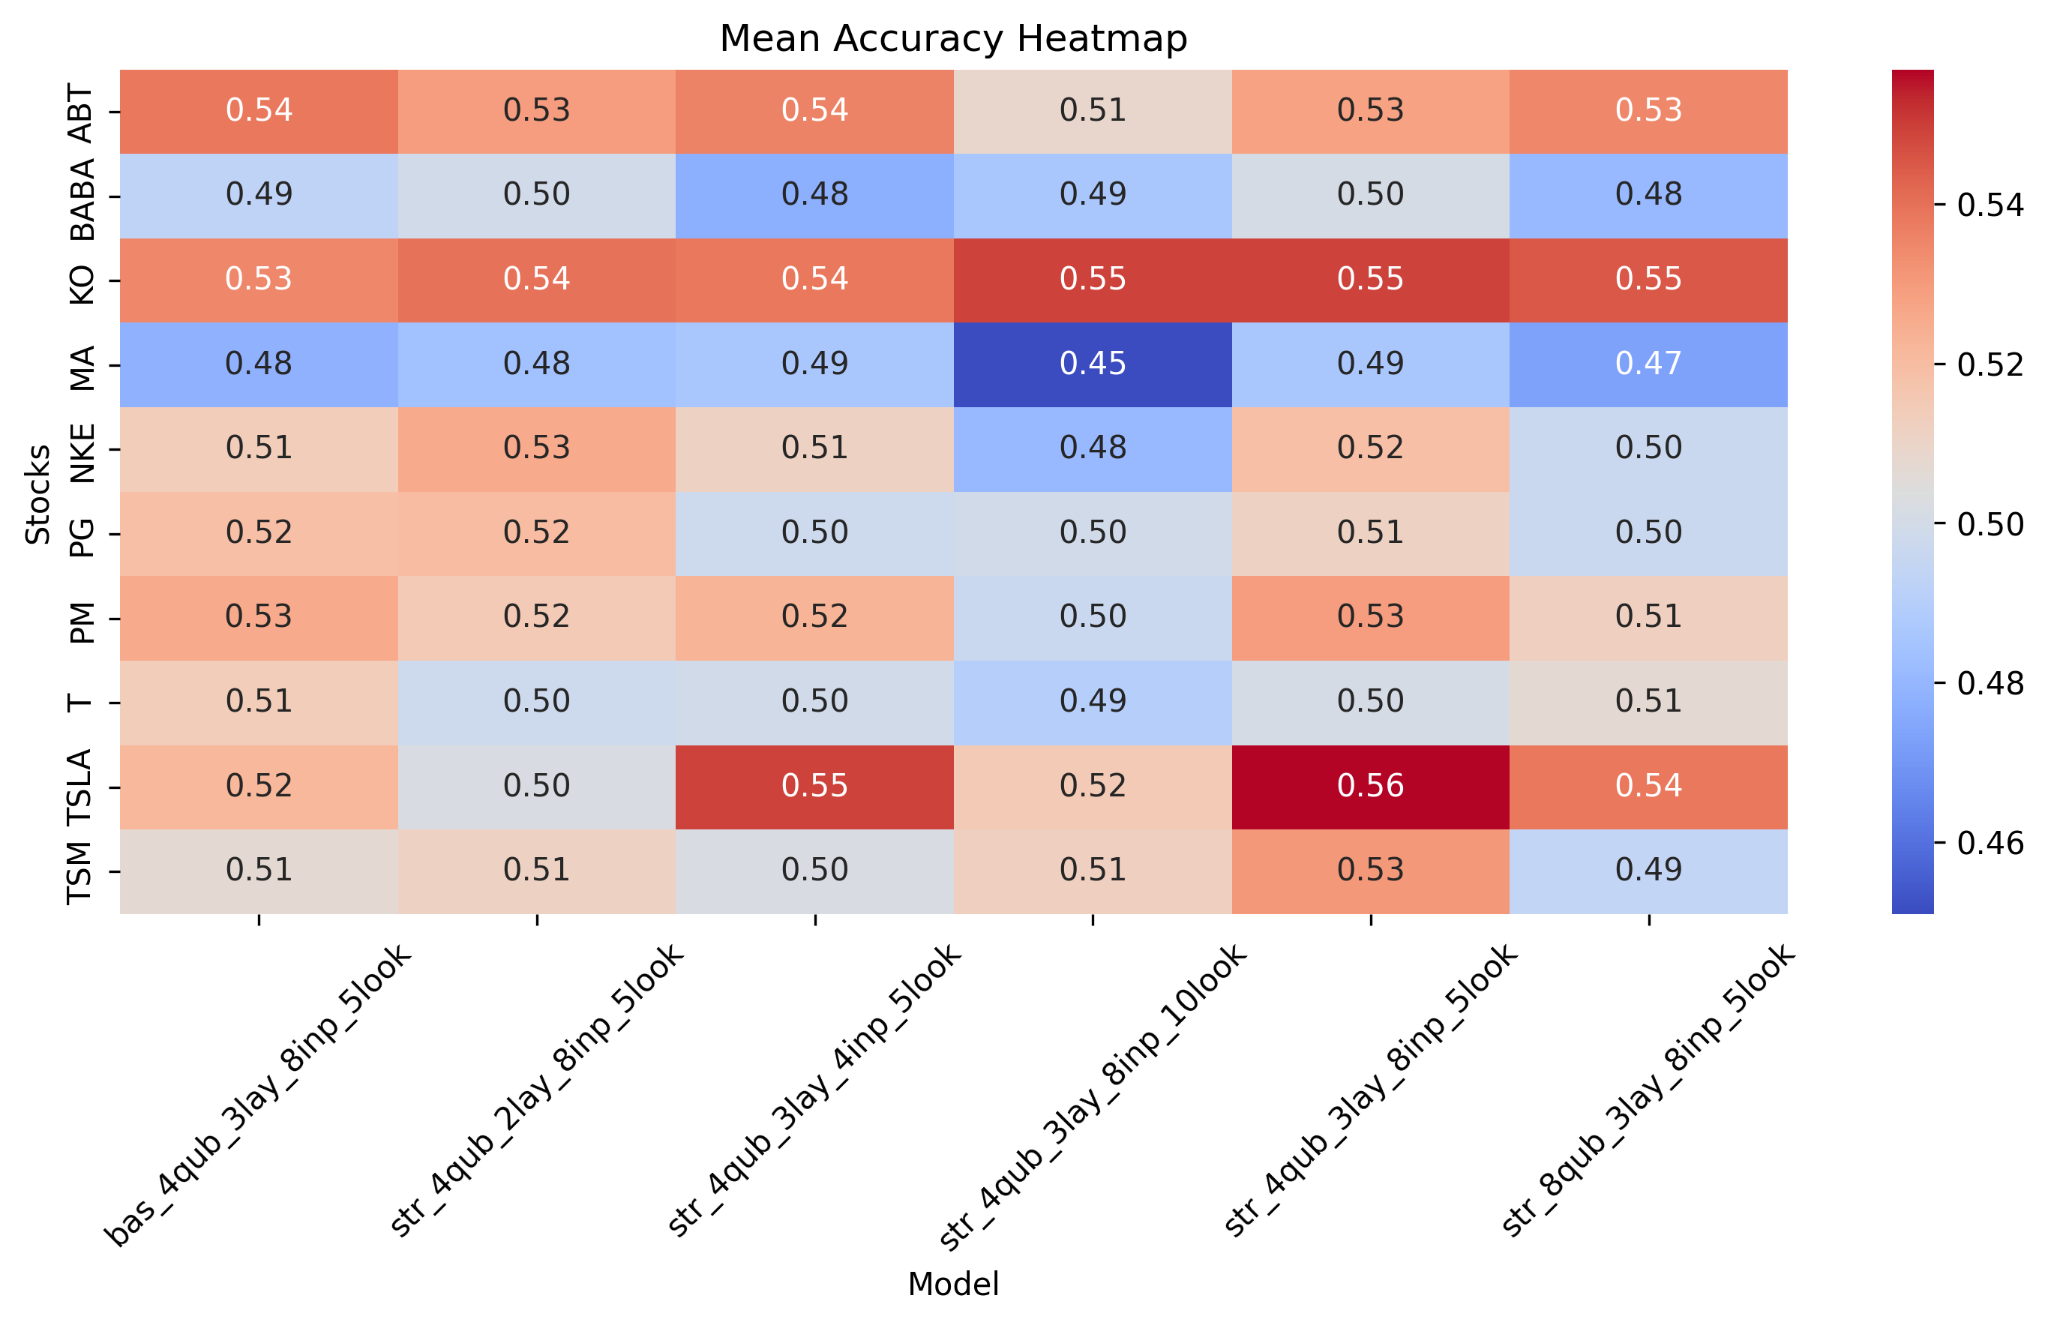 Mean Accuracy Heatmap
Stocks
ABT 0.54 0.53 0.54 0.51 0.53 0.53
BABA 0.49 0.50 0.48 0.49 0.50 0.48
KO 0.53 0.54 0.54 0.55 0.55 0.55
MA 0.48 0.48 0.49 0.45 0.49 0.47
NKE 0.51 0.53 0.51 0.48 0.52 0.50
PG 0.52 0.52 0.50 0.50 0.51 0.50
PM 0.53 0.52 0.52 0.50 0.53 0.51
T 0.51 0.50 0.50 0.49 0.50 0.51
TSLA 0.52 0.50 0.55 0.52 0.56 0.54
TSM 0.51 0.51 0.50 0.51 0.53 0.49
bas_4qub_3lay_8inp_5look
str_4qub_2lay_8inp_5look
str_4qub_3lay_4inp_5look
str_4qub_3lay_8inp_10look
str_4qub_3lay_8inp_5look
str_8qub_3lay_8inp_5look
Model
0.54
0.52
0.50
0.48
0.46